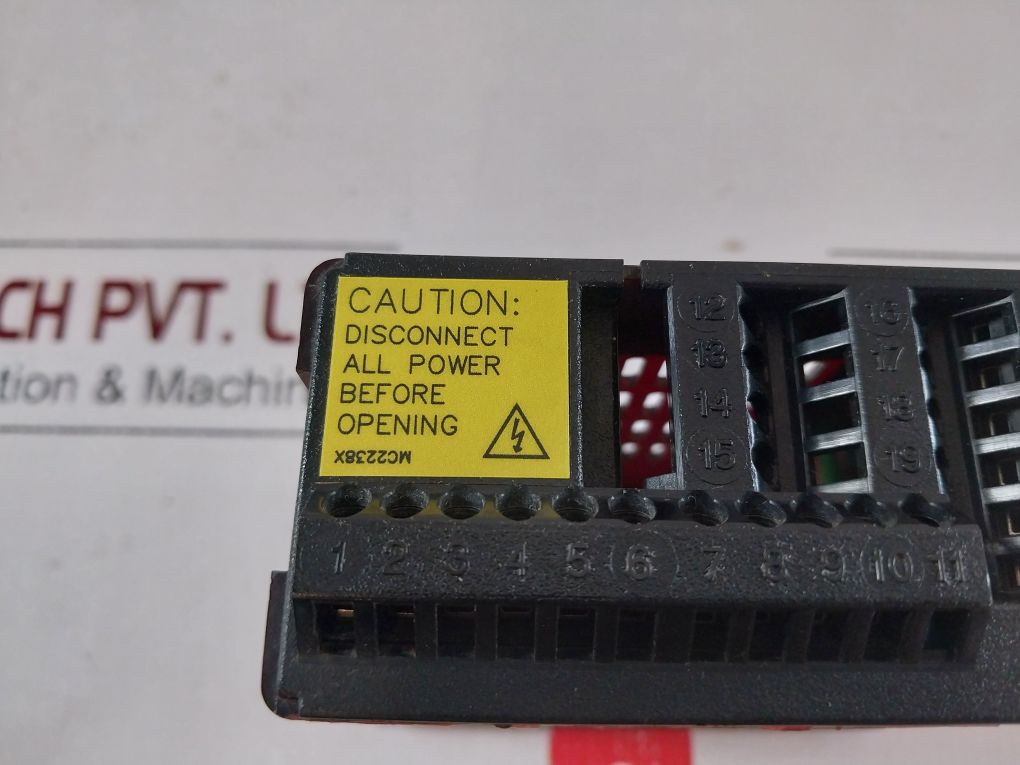 CH PVT. L
tion & Machin
CAUTION:
DISCONNECT
ALL POWER
BEFORE
OPENING
MC2238X
12
13
14
15
16
17
18
19
1 2 3 4 5 6 7 8 9 10 11